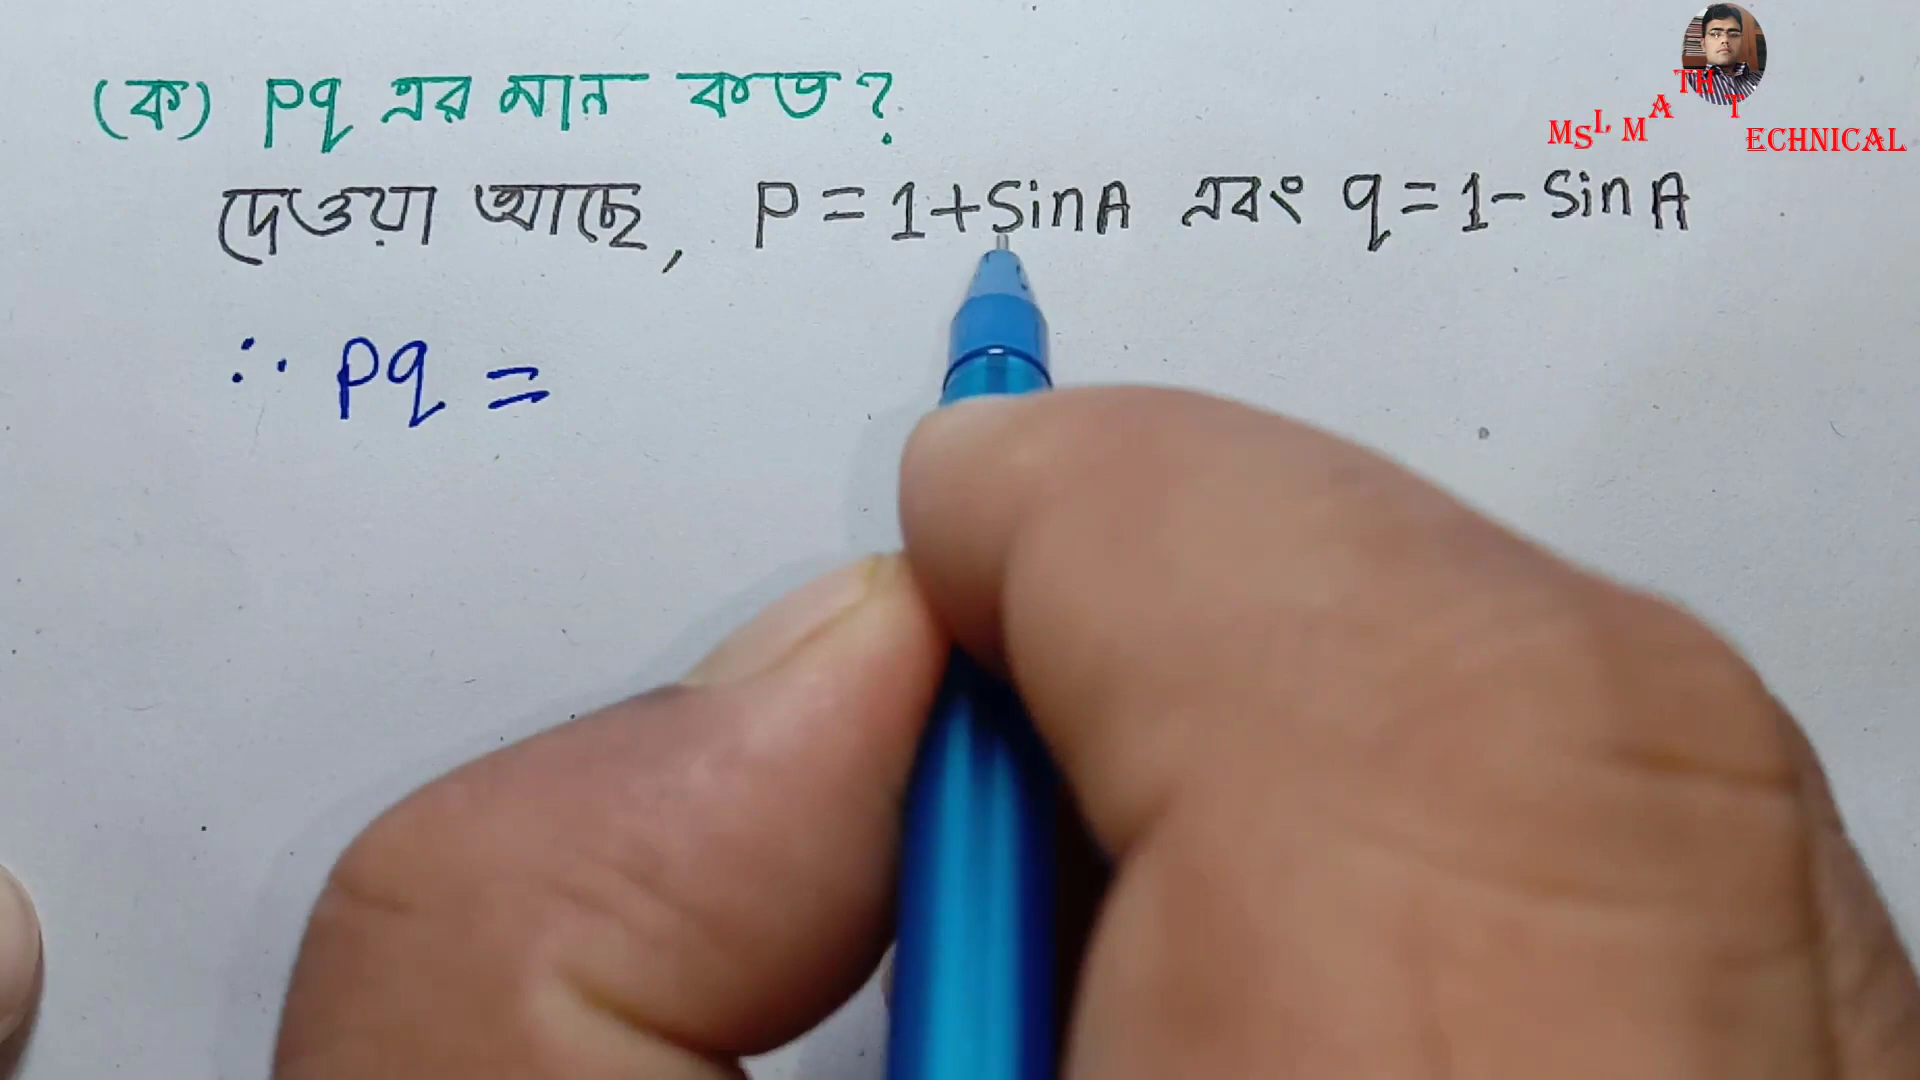 MSL MATH TECHNICAL
(ক) pq এর মান কত?
দেওয়া আছে, P = 1+SinA এবং q = 1- SinA
∴ pq =